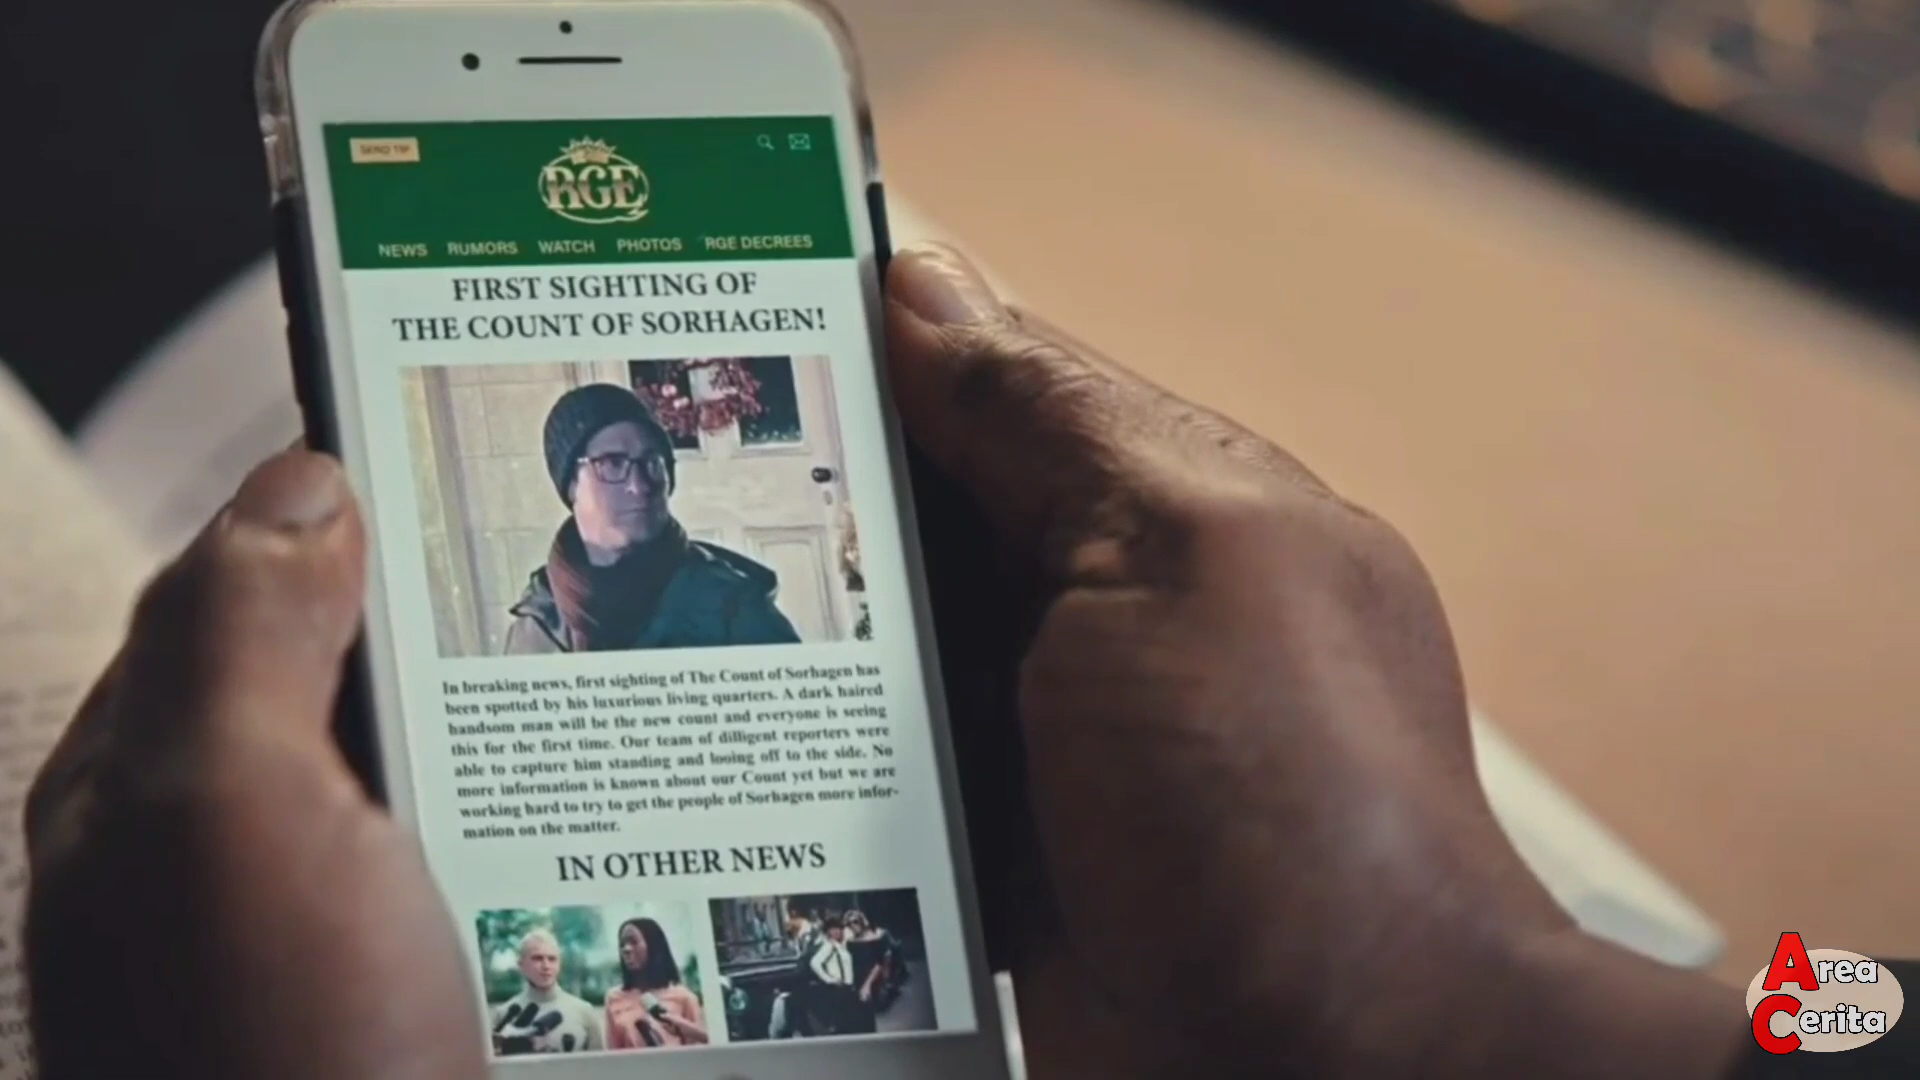 SEND TIP
RGE
NEWS RUMORS WATCH PHOTOS RGE DECREES
FIRST SIGHTING OF
THE COUNT OF SORHAGEN!
In breaking news, first sighting of The Count of Sorhagen has
been spotted by his luxurious living quarters. A dark haired
handsom man will be the new count and everyone is seeing
this for the first time. Our team of dilligent reporters were
able to capture him standing and looing off to the side. No
more information is known about our Count yet but we are
working hard to try to get the people of Sorhagen more infor-
mation on the matter.
IN OTHER NEWS
Area
Cerita